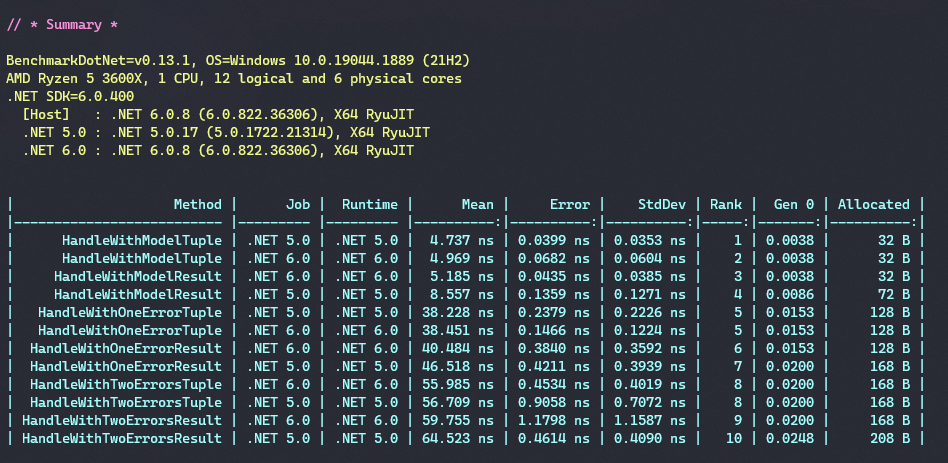 // * Summary *
BenchmarkDotNet=v0.13.1, OS=Windows 10.0.19044.1889 (21H2)
AMD Ryzen 5 3600X, 1 CPU, 12 logical and 6 physical cores
.NET SDK=6.0.400
  [Host]   : .NET 6.0.8 (6.0.822.36306), X64 RyuJIT
  .NET 5.0 : .NET 5.0.17 (5.0.1722.21314), X64 RyuJIT
  .NET 6.0 : .NET 6.0.8 (6.0.822.36306), X64 RyuJIT
|                    Method |      Job |  Runtime |      Mean |     Error |    StdDev | Rank |  Gen 0 | Allocated |
|-------------------------- |--------- |--------- |----------:|----------:|----------:|-----:|-------:|----------:|
|      HandleWithModelTuple | .NET 5.0 | .NET 5.0 |  4.737 ns | 0.0399 ns | 0.0353 ns |    1 | 0.0038 |      32 B |
|      HandleWithModelTuple | .NET 6.0 | .NET 6.0 |  4.969 ns | 0.0682 ns | 0.0604 ns |    2 | 0.0038 |      32 B |
|     HandleWithModelResult | .NET 6.0 | .NET 6.0 |  5.185 ns | 0.0435 ns | 0.0385 ns |    3 | 0.0038 |      32 B |
|     HandleWithModelResult | .NET 5.0 | .NET 5.0 |  8.557 ns | 0.1359 ns | 0.1271 ns |    4 | 0.0086 |      72 B |
|   HandleWithOneErrorTuple | .NET 5.0 | .NET 5.0 | 38.228 ns | 0.2379 ns | 0.2226 ns |    5 | 0.0153 |     128 B |
|   HandleWithOneErrorTuple | .NET 6.0 | .NET 6.0 | 38.451 ns | 0.1466 ns | 0.1224 ns |    5 | 0.0153 |     128 B |
|  HandleWithOneErrorResult | .NET 6.0 | .NET 6.0 | 40.484 ns | 0.3840 ns | 0.3592 ns |    6 | 0.0153 |     128 B |
|  HandleWithOneErrorResult | .NET 5.0 | .NET 5.0 | 46.518 ns | 0.4211 ns | 0.3939 ns |    7 | 0.0200 |     168 B |
|  HandleWithTwoErrorsTuple | .NET 6.0 | .NET 6.0 | 55.985 ns | 0.4534 ns | 0.4019 ns |    8 | 0.0200 |     168 B |
|  HandleWithTwoErrorsTuple | .NET 5.0 | .NET 5.0 | 56.709 ns | 0.9058 ns | 0.7072 ns |    8 | 0.0200 |     168 B |
| HandleWithTwoErrorsResult | .NET 6.0 | .NET 6.0 | 59.755 ns | 1.1798 ns | 1.1587 ns |    9 | 0.0200 |     168 B |
| HandleWithTwoErrorsResult | .NET 5.0 | .NET 5.0 | 64.523 ns | 0.4614 ns | 0.4090 ns |   10 | 0.0248 |     208 B |